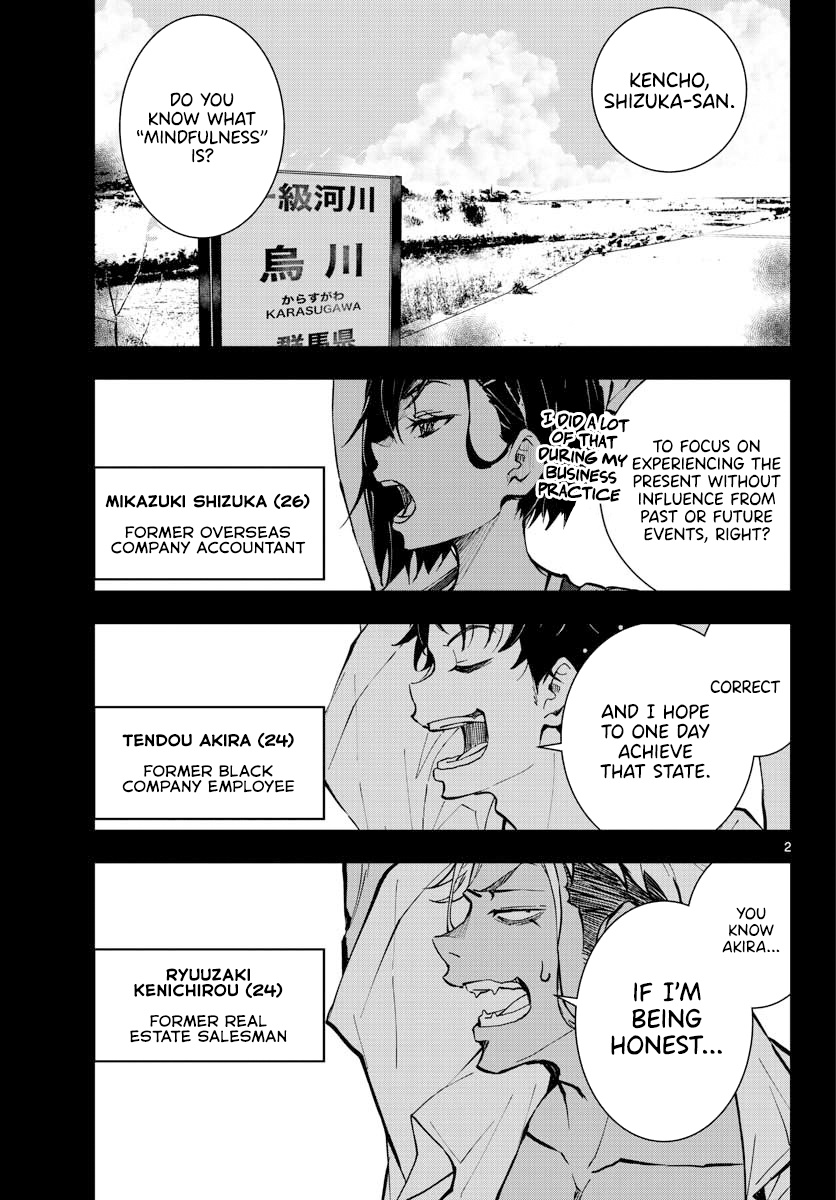 KENCHO,
SHIZUKA-SAN.
DO YOU
KNOW WHAT
"MINDFULNESS"
IS?
一級河川
烏川
からすがわ
KARASUGAWA
群馬県
TO FOCUS ON
EXPERIENCING THE
PRESENT WITHOUT
INFLUENCE FROM
PAST OR FUTURE
EVENTS, RIGHT?
I DID A LOT
OF THAT
DURING MY
BUSINESS
PRACTICE
MIKAZUKI SHIZUKA (26)
FORMER OVERSEAS
COMPANY ACCOUNTANT
CORRECT
AND I HOPE
TO ONE DAY
ACHIEVE
THAT STATE.
TENDOU AKIRA (24)
FORMER BLACK
COMPANY EMPLOYEE
2
YOU
KNOW
AKIRA...
IF I'M
BEING
HONEST...
RYUUZAKI
KENICHIROU (24)
FORMER REAL
ESTATE SALESMAN